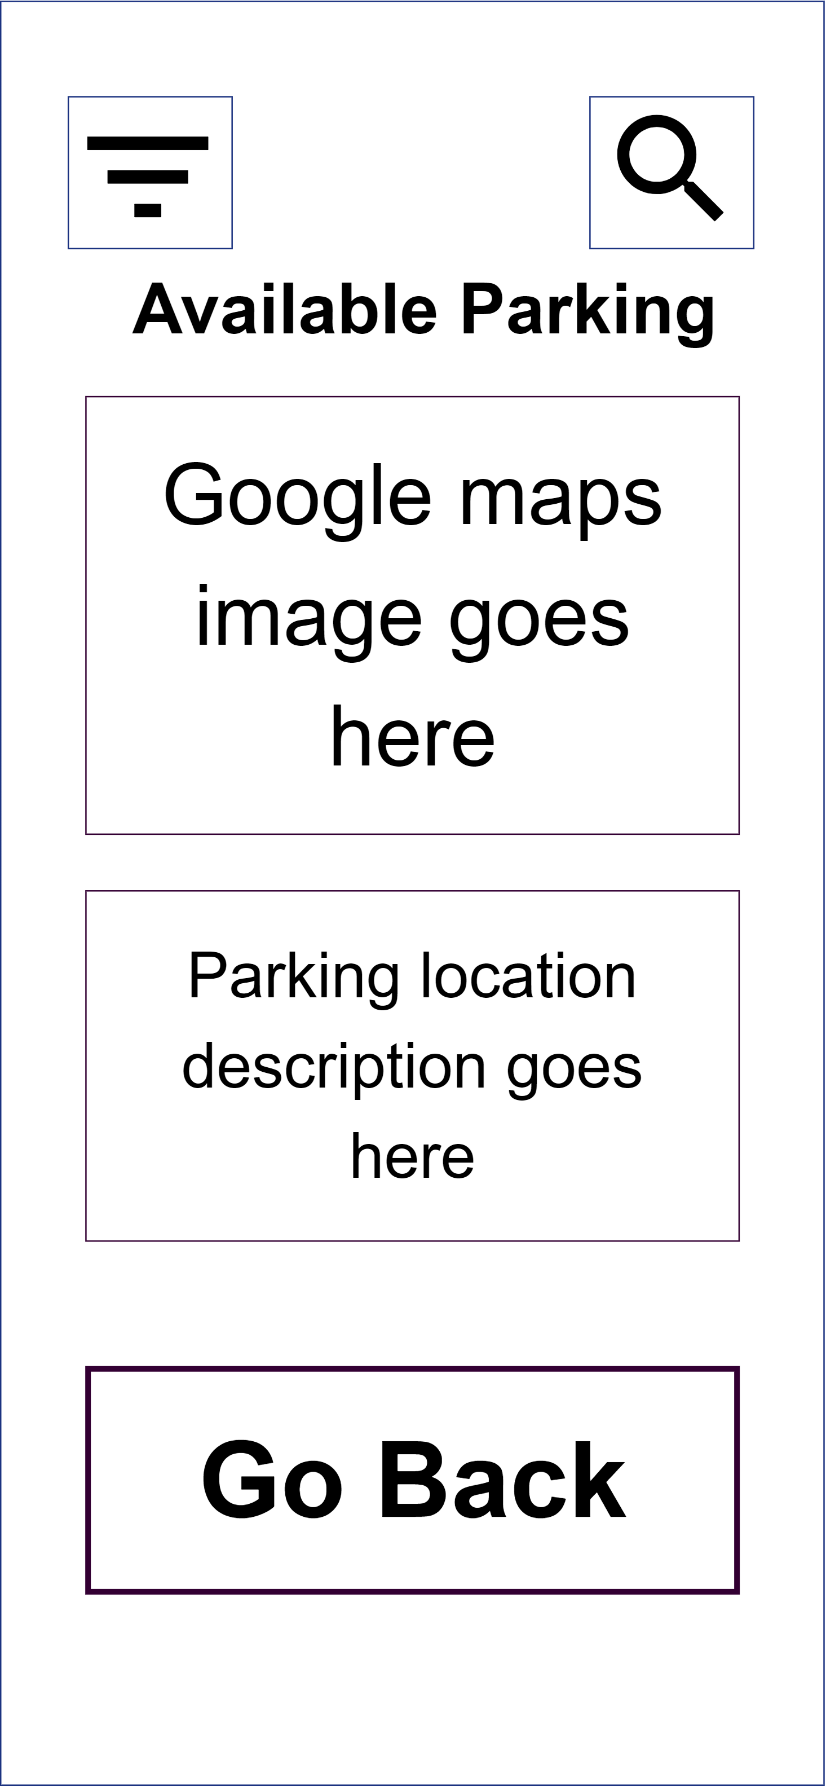 Available Parking
Google maps
image goes
here
Parking location
description goes
here
Go Back